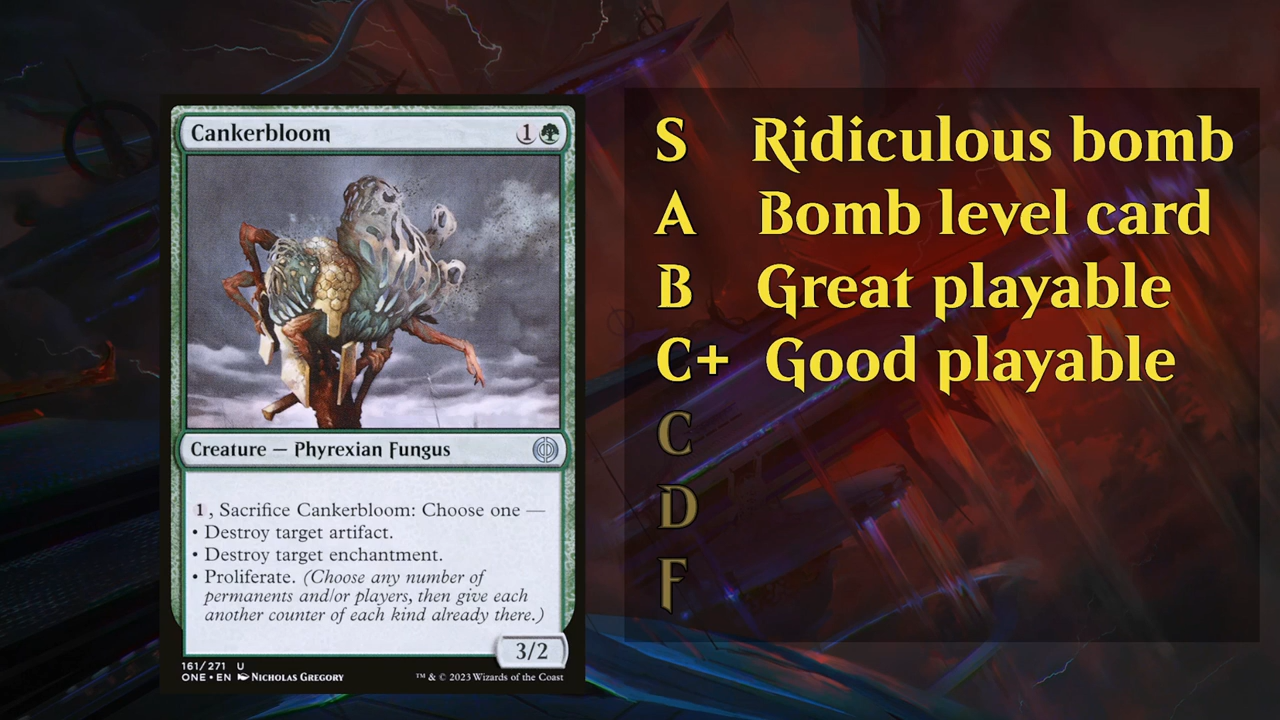 Cankerbloom 1
Creature — Phyrexian Fungus
1, Sacrifice Cankerbloom: Choose one —
• Destroy target artifact.
• Destroy target enchantment.
• Proliferate. (Choose any number of
permanents and/or players, then give each
another counter of each kind already there.)
3/2
161/271 U
ONE • EN Nicholas Gregory
™ & © 2023 Wizards of the Coast
S Ridiculous bomb
A Bomb level card
B Great playable
C+ Good playable
C
D
F